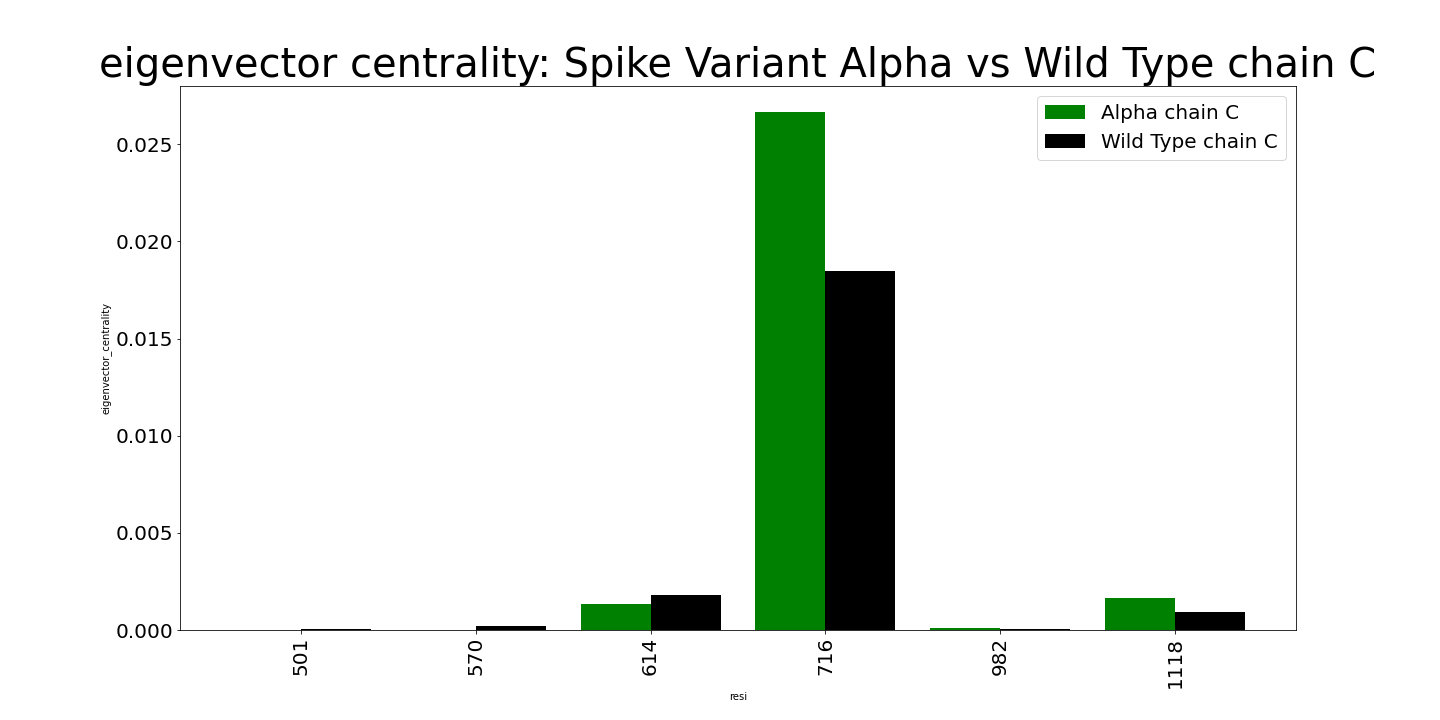 eigenvector centrality: Spike Variant Alpha vs Wild Type chain C
Alpha chain C
Wild Type chain C
eigenvector_centrality
0.025
0.020
0.015
0.010
0.005
0.000
501
570
614
716
982
1118
resi